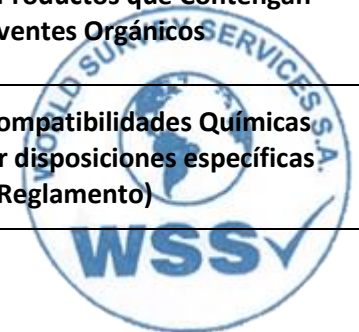 Productos que Contengan
ventes Orgánicos
ompatibilidades Químicas
r disposiciones específicas
Reglamento)
WORLD SURVEY SERVICES S.A.
WSS